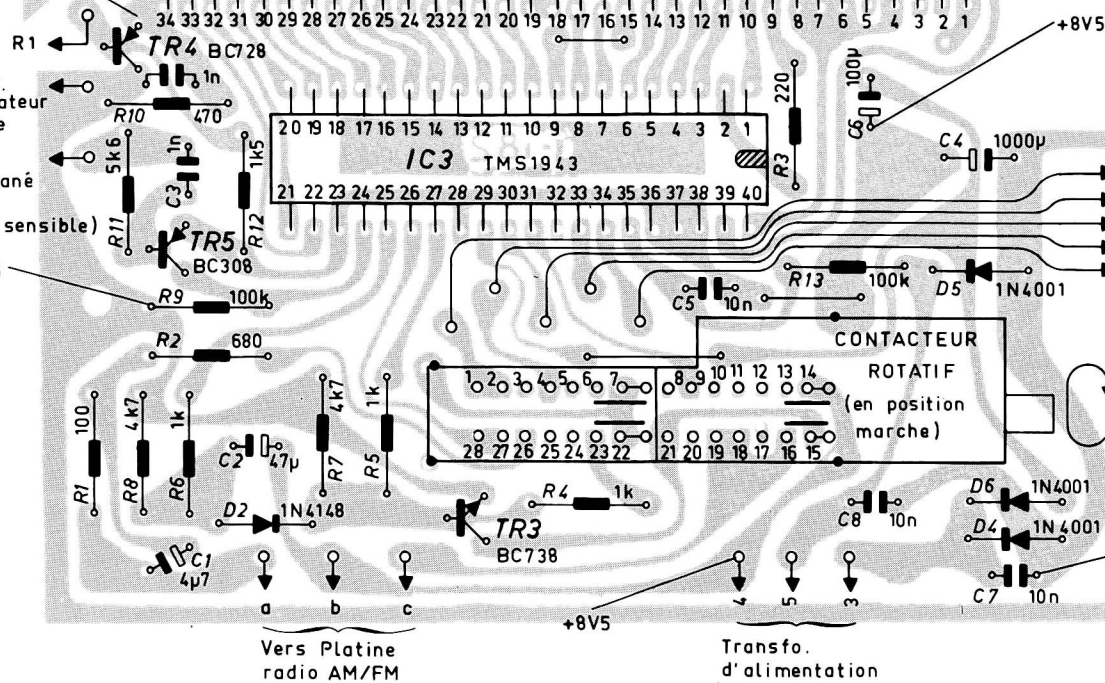 34 33 32 31 30 29 28 27 26 25 24 23 22 21 20 19 18 17 16 15 14 13 12 11 10 9 8 7 6 5 4 3 2 1
R1
TR4 BC728
1n
R10 470
ateur
e
ané
sensible)
+8V5
220
R3
100µ
C6
C4 1000µ
20 19 18 17 16 15 14 13 12 11 10 9 8 7 6 5 4 3 2 1
IC3 TMS1943
21 22 23 24 25 26 27 28 29 30 31 32 33 34 35 36 37 38 39 40
5k6
R11
1n
C3
1k5
R12
TR5
BC308
R9 100k
R2 680
C5 10n
R13 100k
D5 1N4001
CONTACTEUR
ROTATIF
(en position
marche)
1 2 3 4 5 6 7 8 9 10 11 12 13 14
28 27 26 25 24 23 22 21 20 19 18 17 16 15
100
R1
4k7
R8
1k
R6
C2 47µ
4k7
R7
1k
R5
D2 1N4148
C1
4µ7
TR3
BC738
R4 1k
C8 10n
D6 1N4001
D4 1N4001
C7 10n
a b c
+8V5
4 5 3
Vers Platine
radio AM/FM
Transfo.
d'alimentation